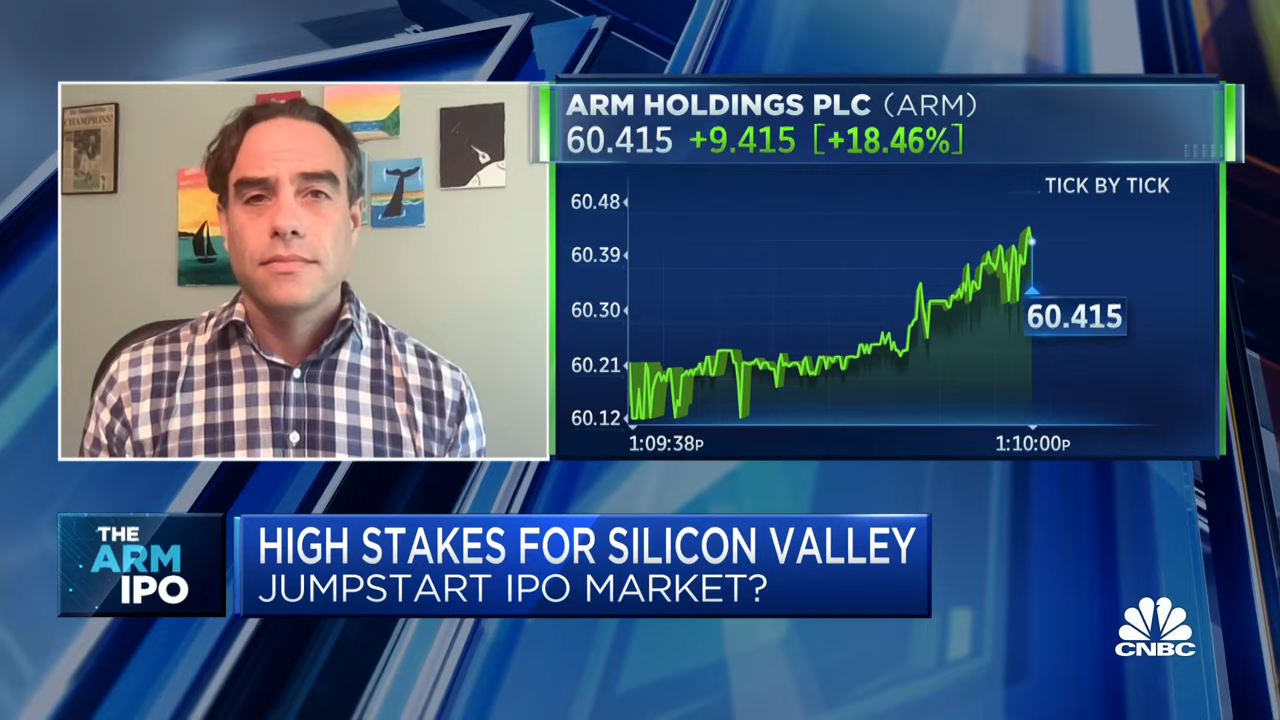 CHAMPIONS!
ARM HOLDINGS PLC (ARM)
60.415 +9.415 [+18.46%]
TICK BY TICK
60.48
60.39
60.30
60.21
60.12
60.415
1:09:38P
1:10:00P
THE
ARM
IPO
HIGH STAKES FOR SILICON VALLEY
JUMPSTART IPO MARKET?
CNBC